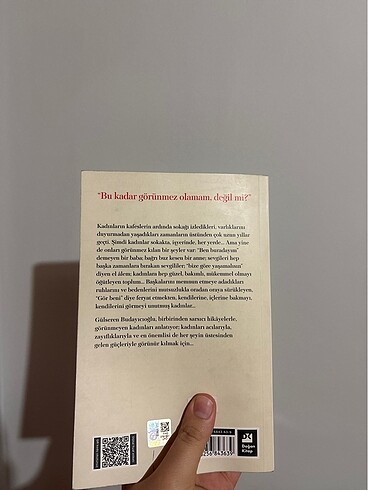 "Bu kadar görünmez olamam, değil mi?"
Kadınların kafeslerin ardında sokağı izledikleri, varlıklarını
duyurmadan yaşadıkları zamanların üstünden çok uzun yıllar
geçti. Şimdi kadınlar sokakta, işyerinde, her yerde... Ama yine
de onları görünmez kılan bir şeyler var: "Ben buradayım"
demeyen bir baba; bağrı buz kesen bir anne; sevgileri hep
başka zamanlara bırakan sevgililer; "bize göre yaşamalısın"
diyen el âlem; kadınlara hep güzel, bakımlı, mükemmel olmayı
öğütleyen toplum... Başkalarını memnun etmeye adadıkları
ruhlarını ve bedenlerini mutsuzlukla oradan oraya sürükleyen,
"Gör beni" diye feryat etmekten, kendilerine, içlerine bakmayı,
kendilerini görmeyi unutmuş kadınlar...
Gülseren Budayıcıoğlu, birbirinden sarsıcı hikâyelerle,
görünmeyen kadınları anlatıyor; kadınları acılarıyla,
zayıflıklarıyla ve en önemlisi de her şeyin üstesinden
gelen güçleriyle görünür kılmak için...
Doğan
Kitap